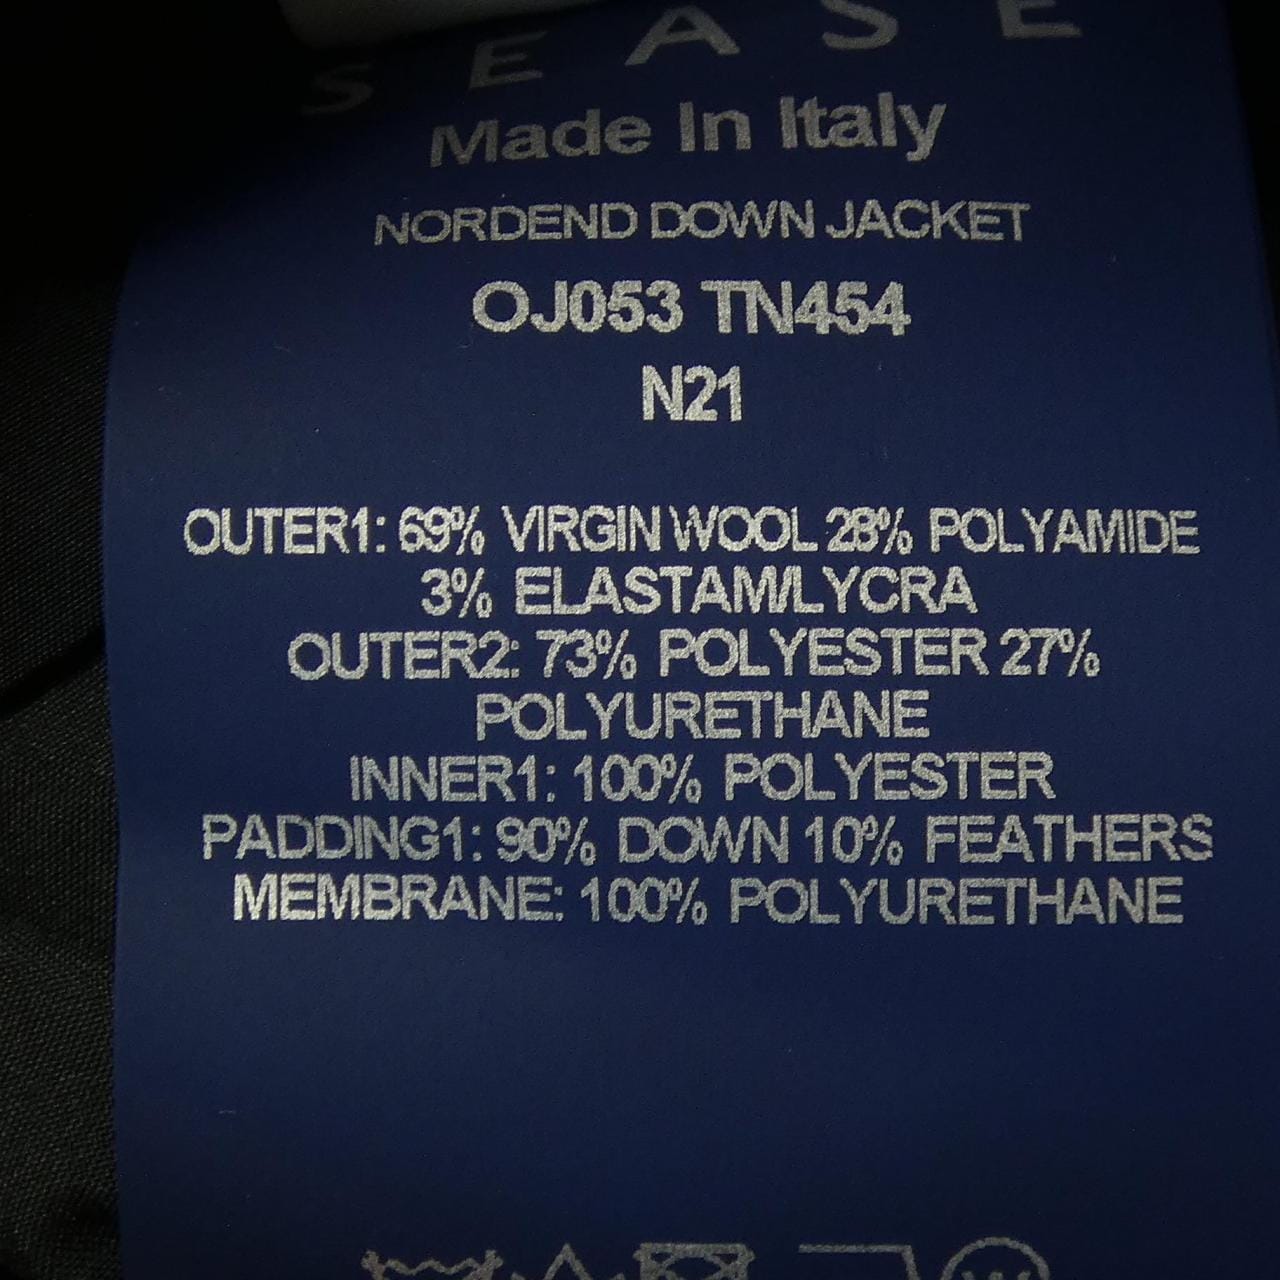 SEASE
Made In Italy
NORDEND DOWN JACKET
OJ053 TN454
N21
OUTER1: 69% VIRGIN WOOL 28% POLYAMIDE
3% ELASTAM/LYCRA
OUTER2: 73% POLYESTER 27%
POLYURETHANE
INNER1: 100% POLYESTER
PADDING1: 90% DOWN 10% FEATHERS
MEMBRANE: 100% POLYURETHANE